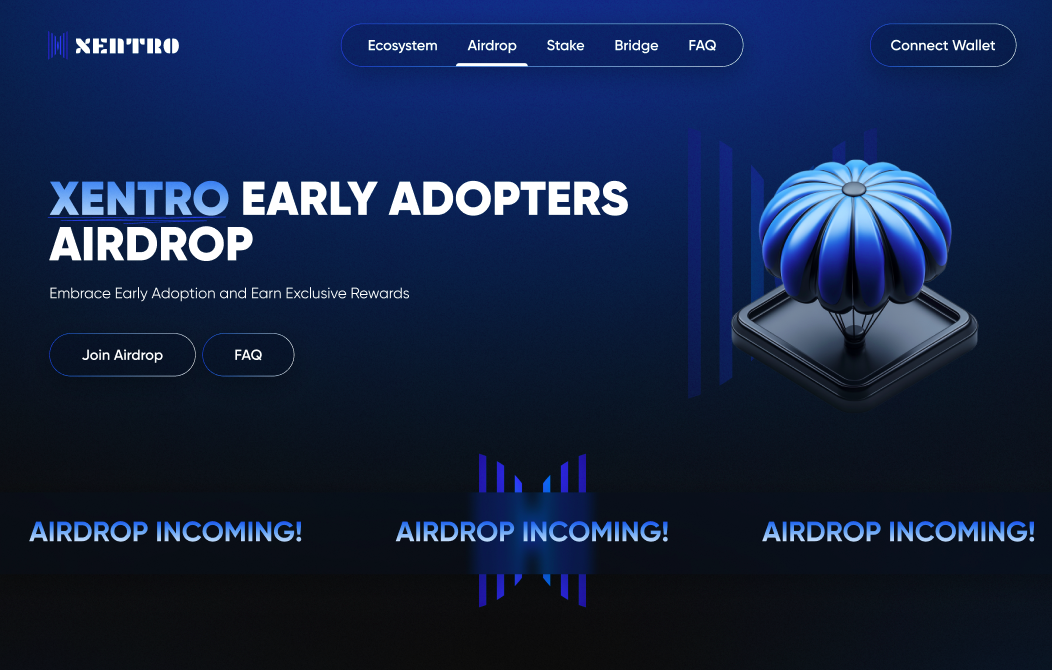 XENTRO
Ecosystem
Airdrop
Stake
Bridge
FAQ
Connect Wallet
XENTRO EARLY ADOPTERS
AIRDROP
Embrace Early Adoption and Earn Exclusive Rewards
Join Airdrop
FAQ
AIRDROP INCOMING!
AIRDROP INCOMING!
AIRDROP INCOMING!